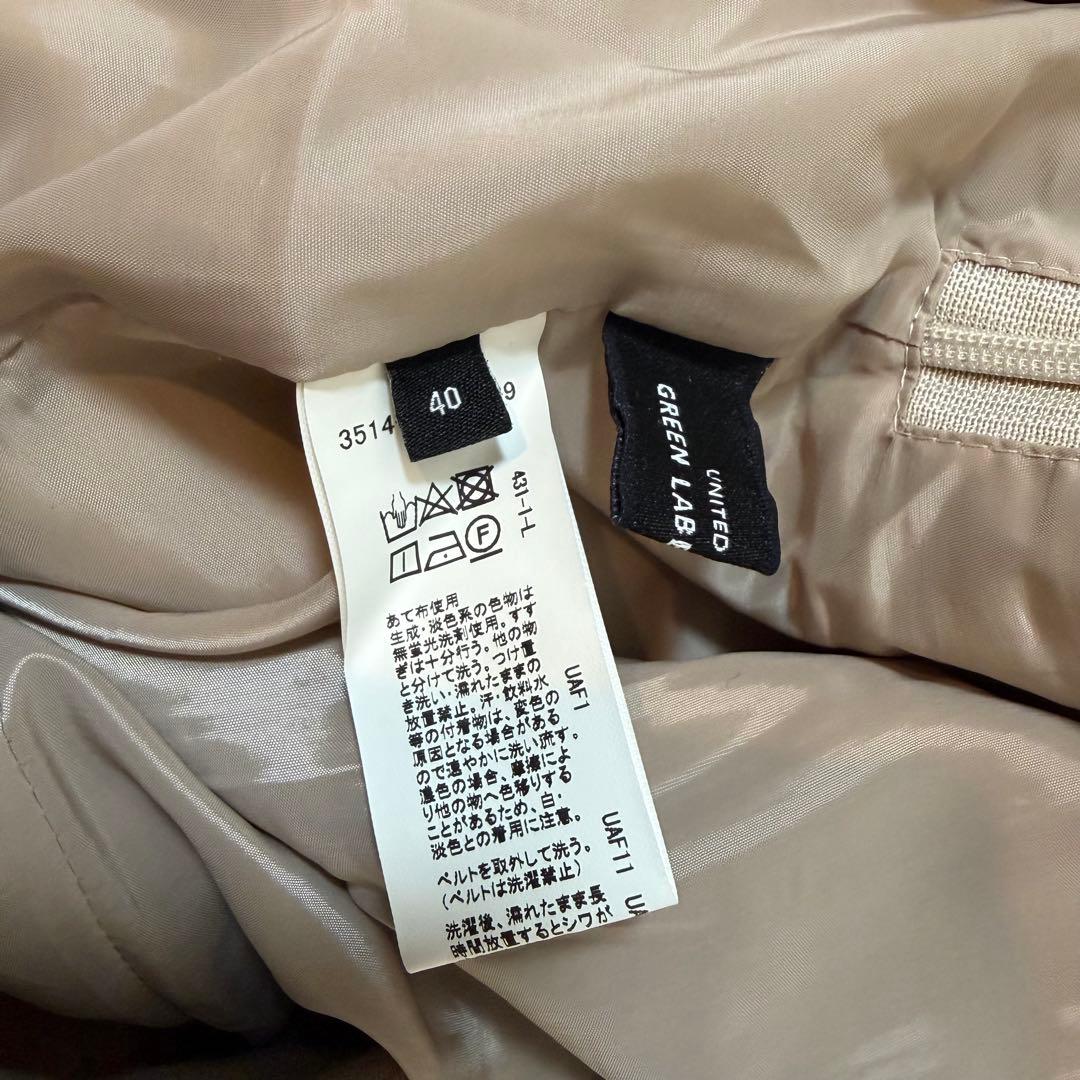 40
3514
9
431-1-L
F
あて布使用
生成・淡色系の色物は
無蛍光洗剤使用。すす
ぎは十分行う。他の物
と分けて洗う。つけ置
き洗い・濡れたままの
放置禁止。汗・飲料水
等の付着物は、変色の
原因となる場合がある
ので速やかに洗い流す。
濃色の場合、摩擦によ
り他の物へ色移りする
ことがあるため、白・
淡色との着用に注意。
ベルトを取外して洗う。
(ベルトは洗濯禁止)
洗濯後、濡れたまま長
時間放置するとシワが
UAF1
UAF11
UNITED
GREEN LAB